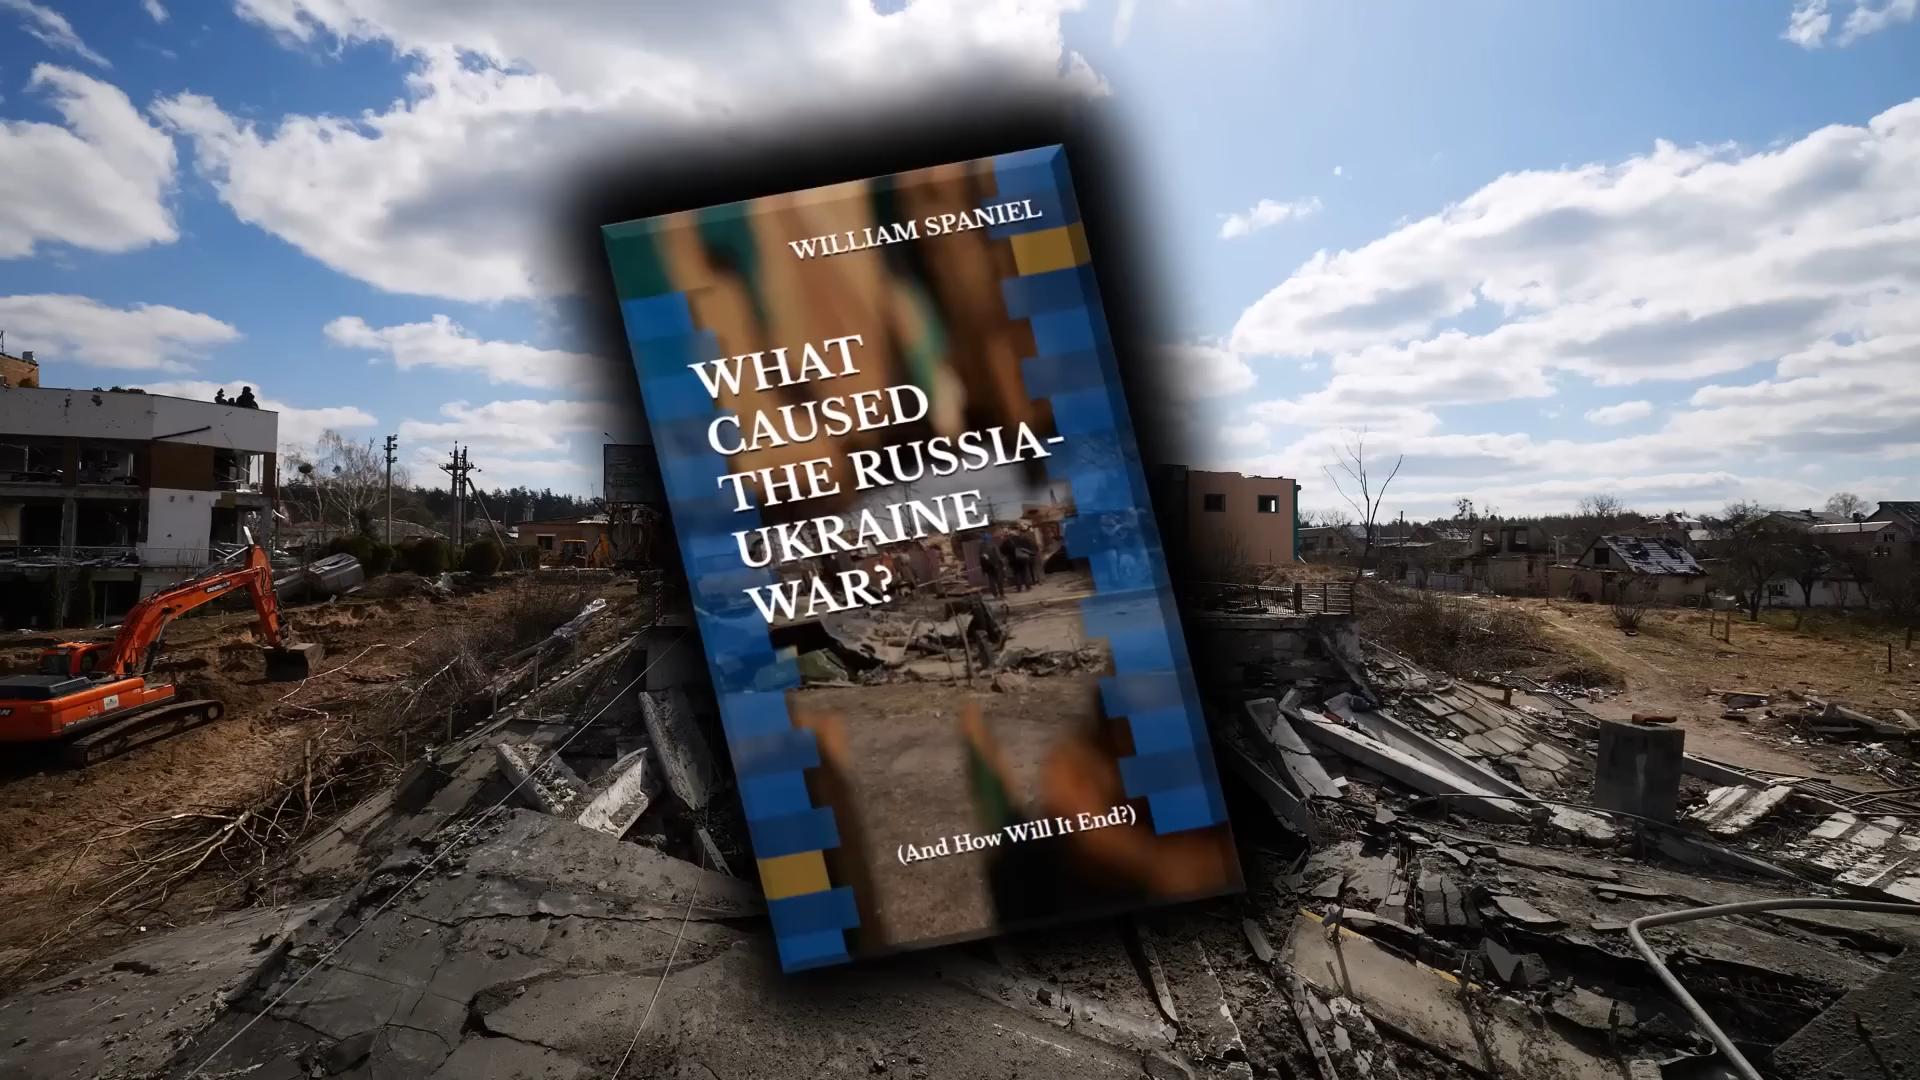 WILLIAM SPANIEL
WHAT
CAUSED
THE RUSSIA-
UKRAINE
WAR?
(And How Will It End?)